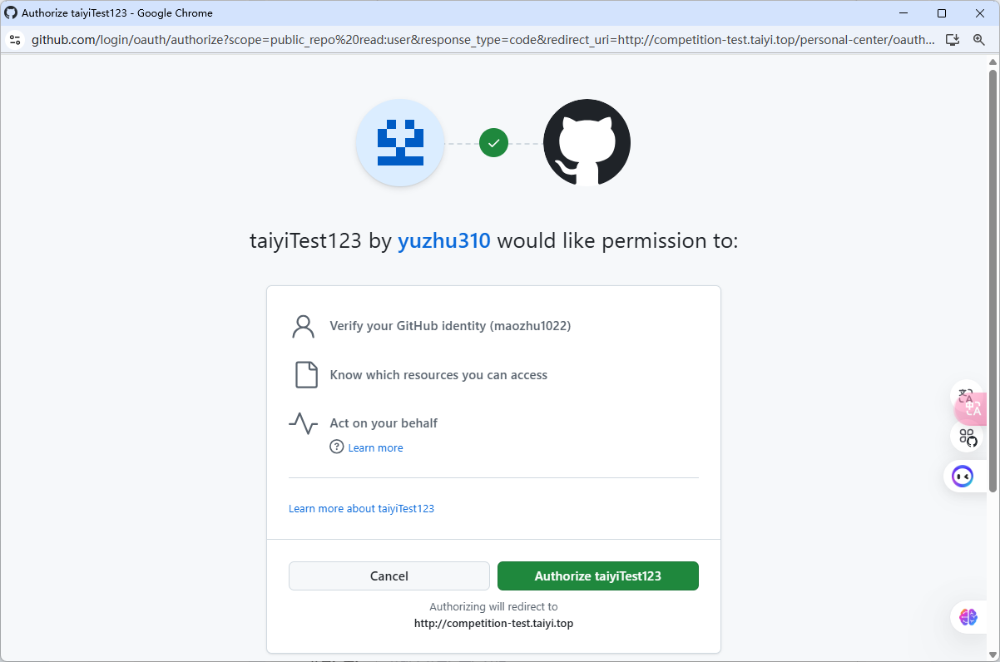 Authorize taiyiTest123 - Google Chrome
github.com/login/oauth/authorize?scope=public_repo%20read:user&response_type=code&redirect_uri=http://competition-test.taiyi.top/personal-center/oauth...
taiyiTest123 by yuzhu310 would like permission to:
Verify your GitHub identity (maozhu1022)
Know which resources you can access
Act on your behalf
Learn more
Learn more about taiyiTest123
Cancel
Authorize taiyiTest123
Authorizing will redirect to
http://competition-test.taiyi.top